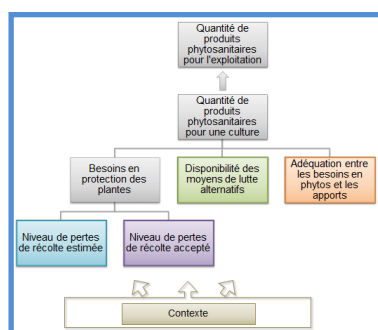 Quantité de
produits
phytosanitaires
pour l'exploitation
Quantité de
produits
phytosanitaires
pour une culture
Besoins en
protection des
plantes
Disponibilité des
moyens de lutte
alternatifs
Adéquation entre
les besoins en
phytos et les
apports
Niveau de pertes
de récolte estimée
Niveau de pertes
de récolte accepté
Contexte